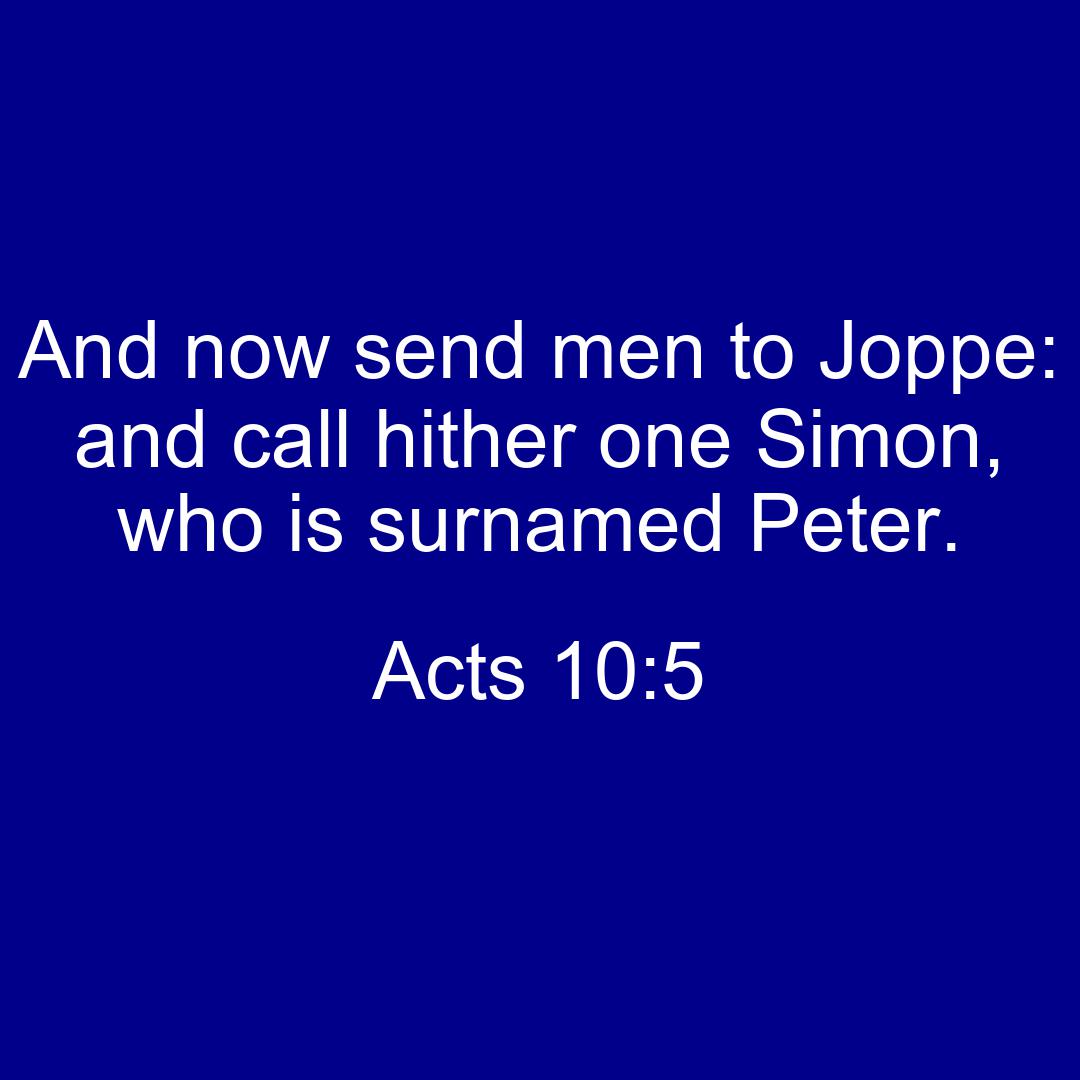 And now send men to Joppe:
and call hither one Simon,
who is surnamed Peter.
Acts 10:5